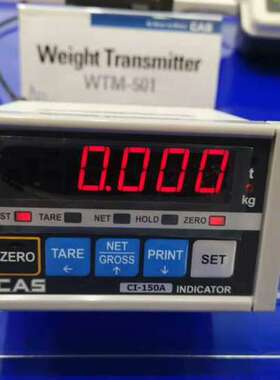 CAS
Weight Transmitter
WTM-501
0.000
t
kg
ST TARE NET HOLD ZERO
ZERO
TARE
←
NET
GROSS
↑
PRINT
↓
SET
CAS
CI-150A INDICATOR